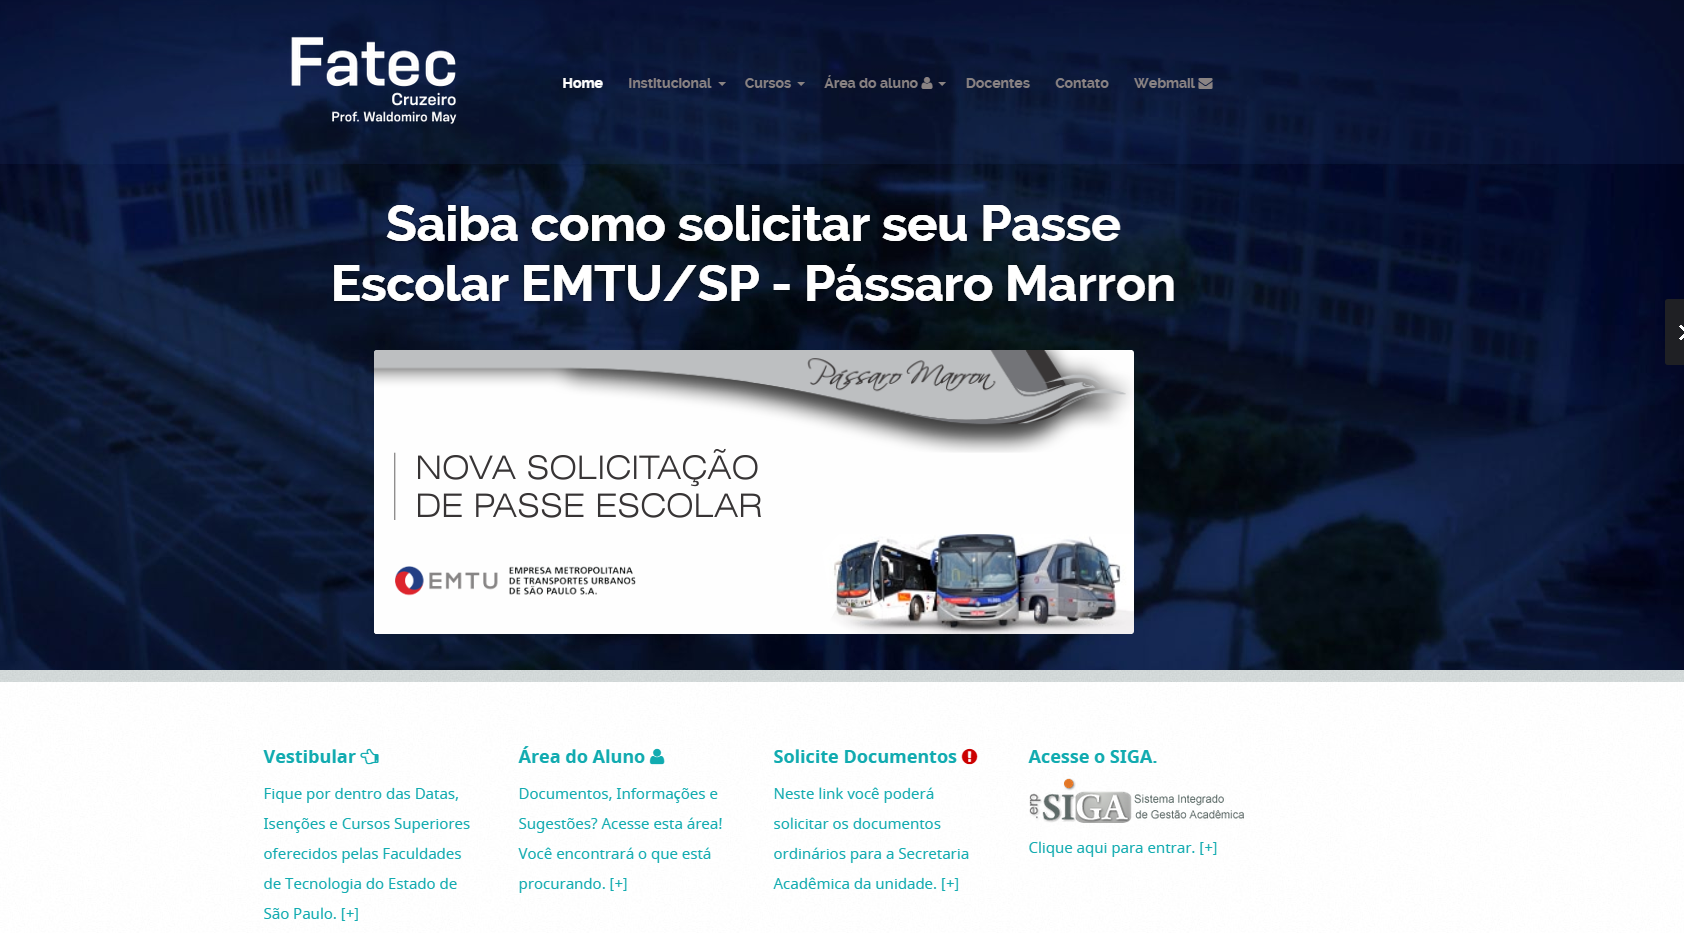 Fatec
Cruzeiro
Prof. Waldomiro May
Home Institucional Cursos Área do aluno Docentes Contato Webmail
Saiba como solicitar seu Passe
Escolar EMTU/SP - Pássaro Marron
Pássaro Marron
NOVA SOLICITAÇÃO
DE PASSE ESCOLAR
EMTU
EMPRESA METROPOLITANA
DE TRANSPORTES URBANOS
DE SÃO PAULO S.A.
Vestibular
Fique por dentro das Datas,
Isenções e Cursos Superiores
oferecidos pelas Faculdades
de Tecnologia do Estado de
São Paulo. [+]
Área do Aluno
Documentos, Informações e
Sugestões? Acesse esta área!
Você encontrará o que está
procurando. [+]
Solicite Documentos
Neste link você poderá
solicitar os documentos
ordinários para a Secretaria
Acadêmica da unidade. [+]
Acesse o SIGA.
.erp
SIGA
Sistema Integrado
de Gestão Acadêmica
Clique aqui para entrar. [+]